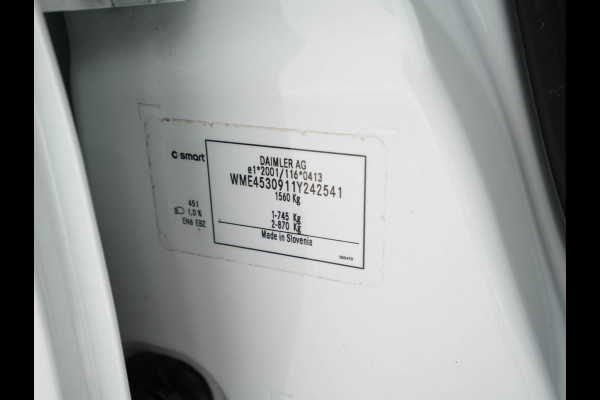 smart
DAIMLER AG
e1*2001/116*0413
WME4530911Y242541
1560 Kg
1-745 Kg
2-870 Kg
Made in Slovenia
451
1,0 %
EN6 EBZ